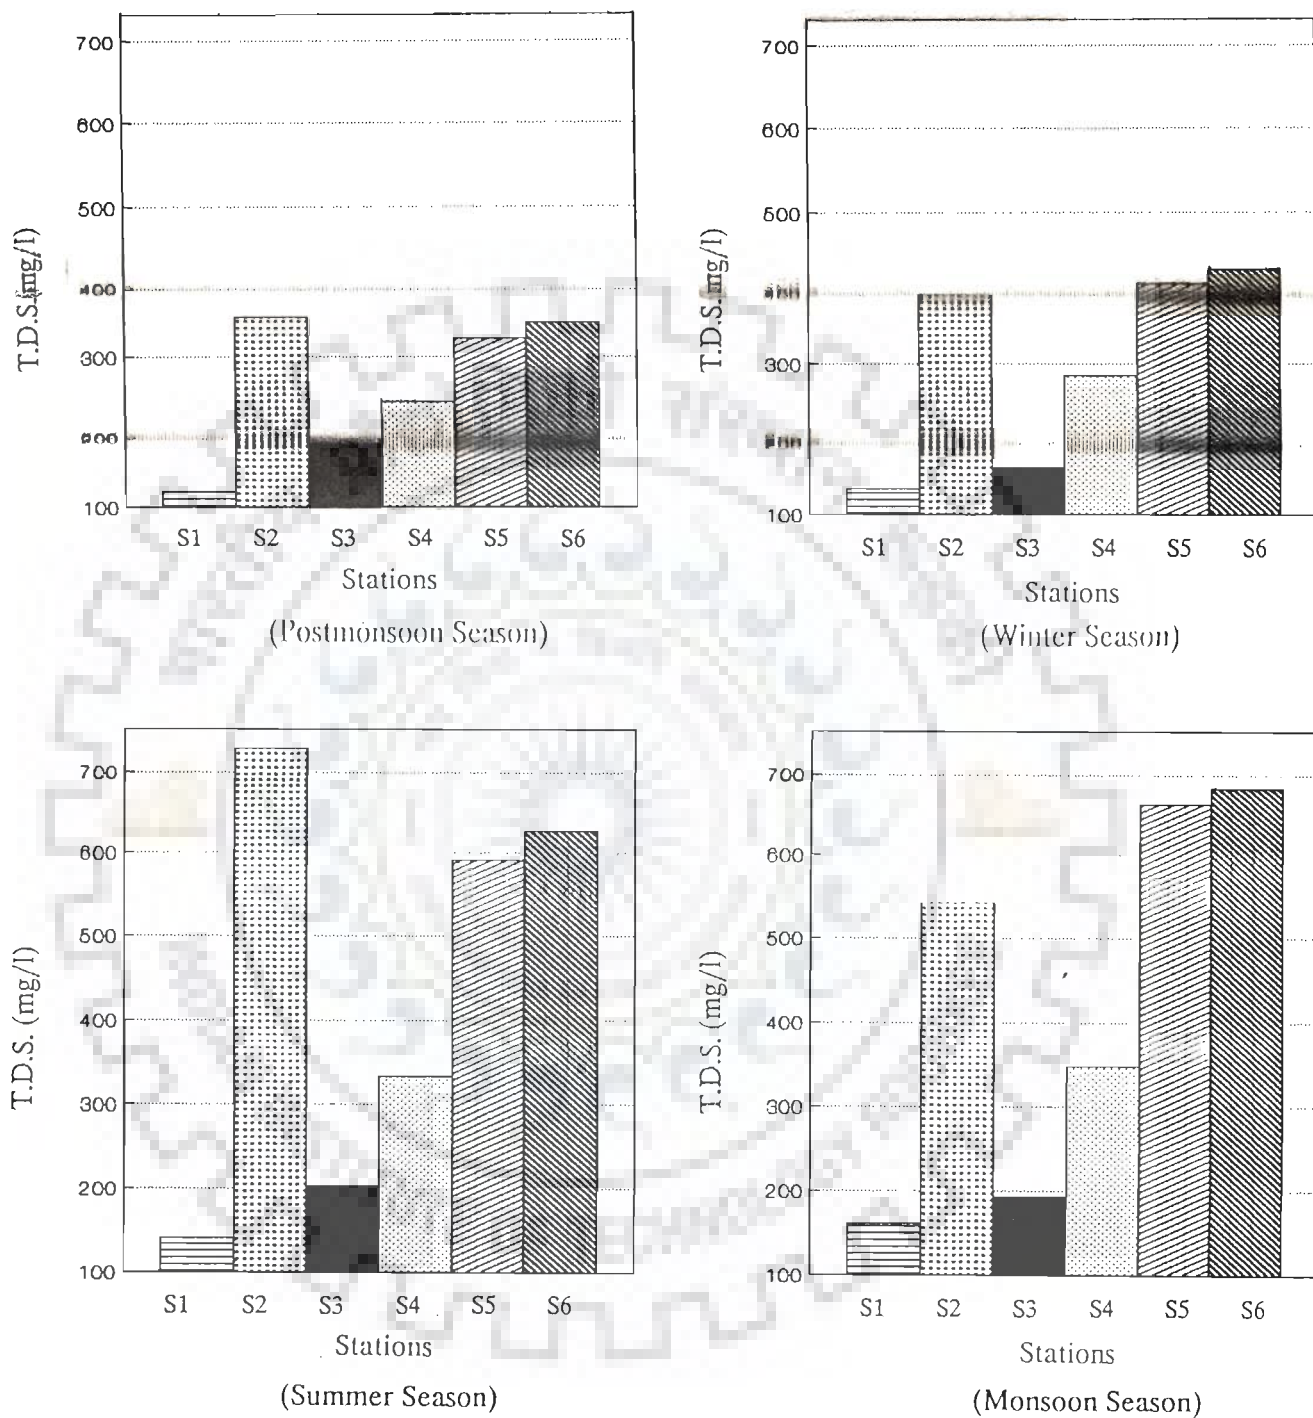 700
600
500
400
300
200
100
T.D.S.(mg/l)
S1 S2 S3 S4 S5 S6
Stations
(Postmonsoon Season)
700
600
500
300
100
T.D.S.(mg/l)
S1 S2 S3 S4 S5 S6
Stations
(Winter Season)
700
600
500
400
300
200
100
T.D.S. (mg/l)
S1 S2 S3 S4 S5 S6
Stations
(Summer Season)
700
600
500
400
300
200
100
T.D.S. (mg/l)
S1 S2 S3 S4 S5 S6
Stations
(Monsoon Season)